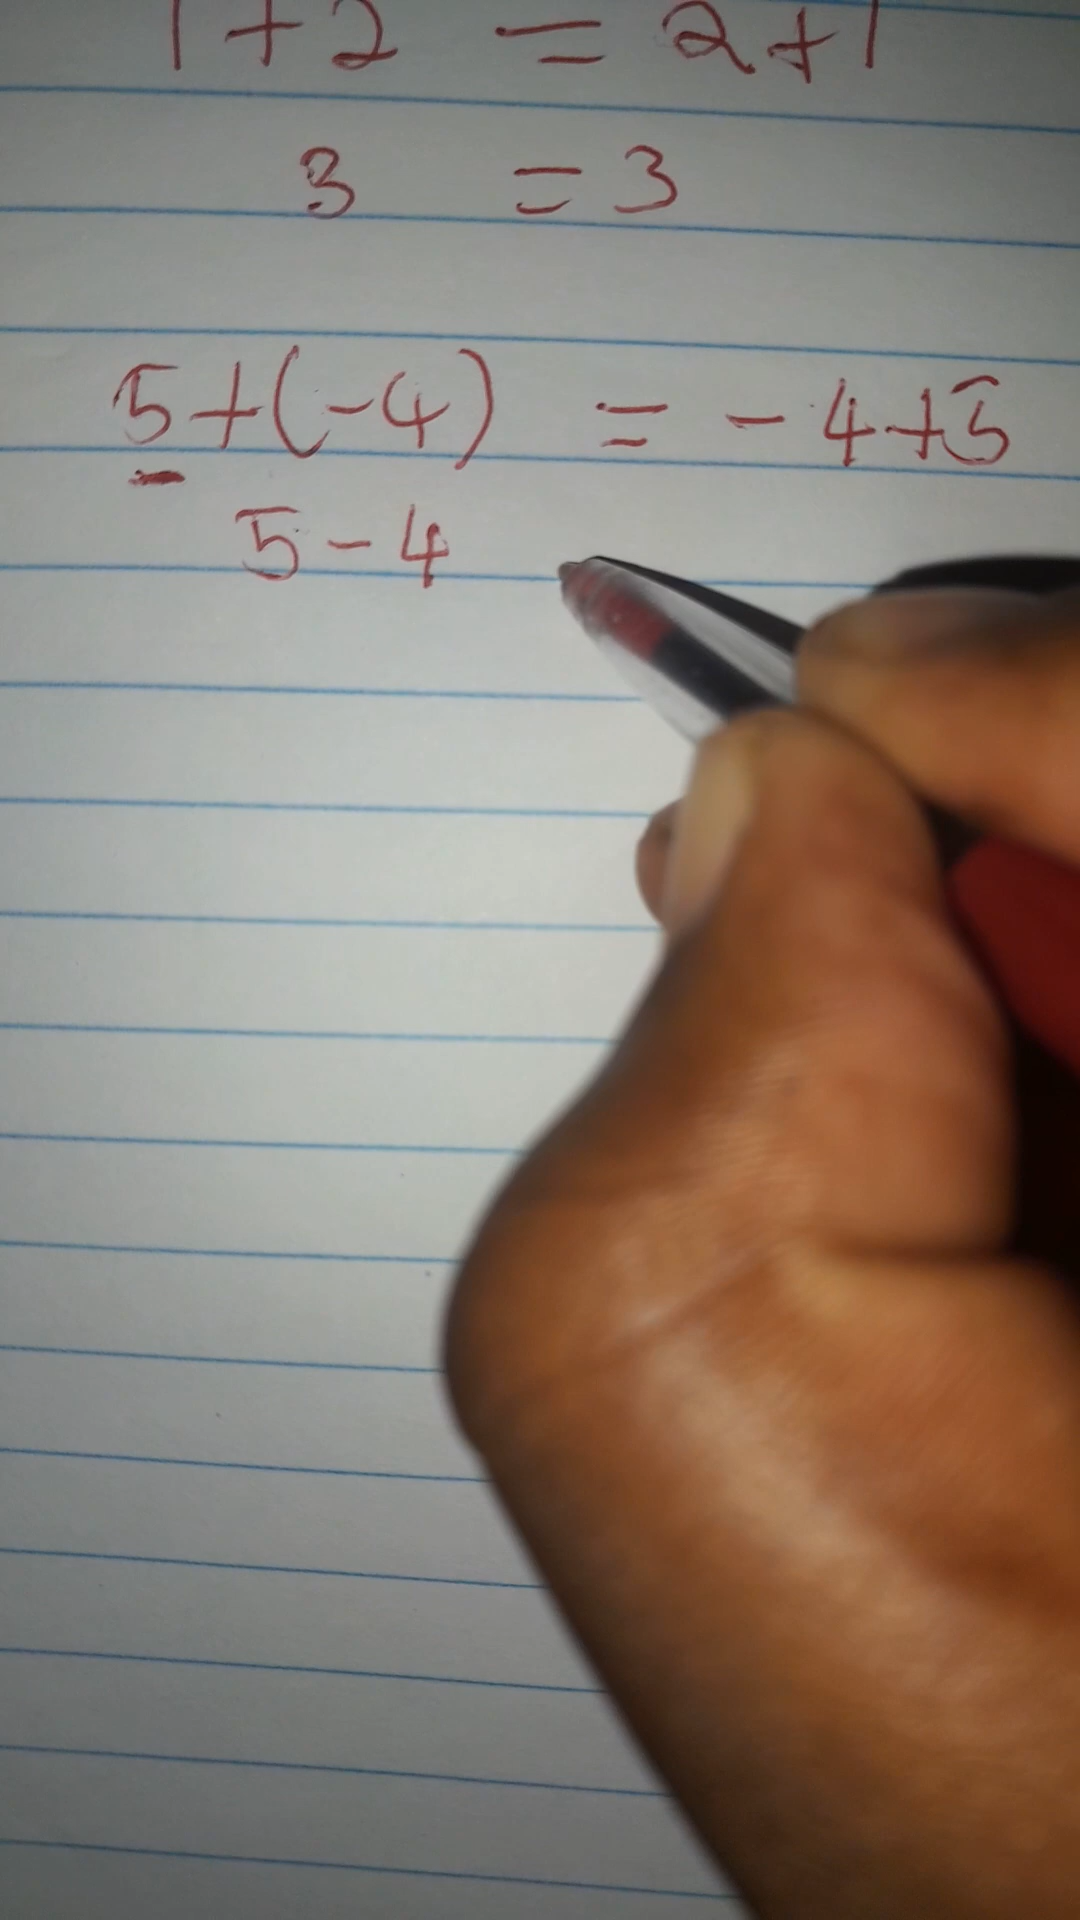 1 + 2 = 2 + 1
3 = 3
5 + (-4) = -4 + 5
5 - 4